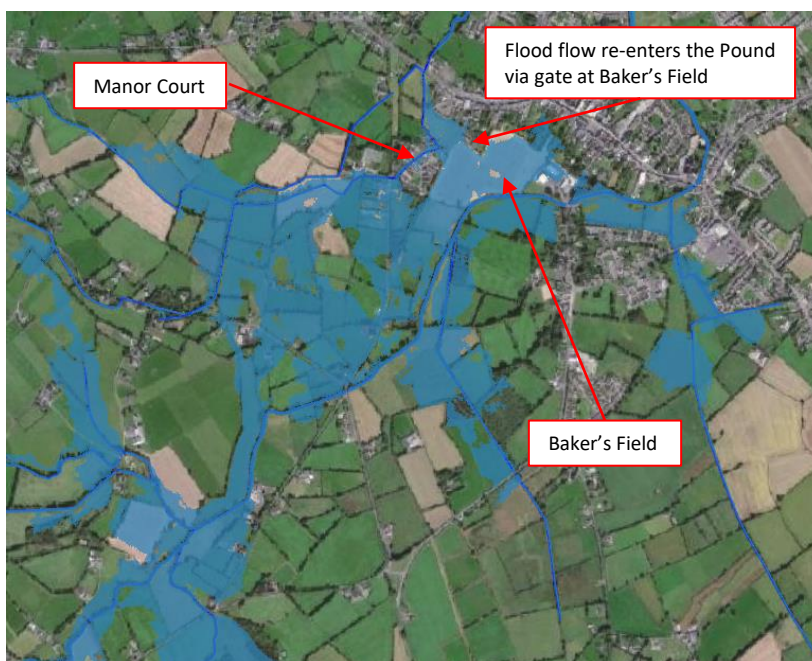 Flood flow re-enters the Pound
via gate at Baker’s Field
Manor Court
Baker’s Field